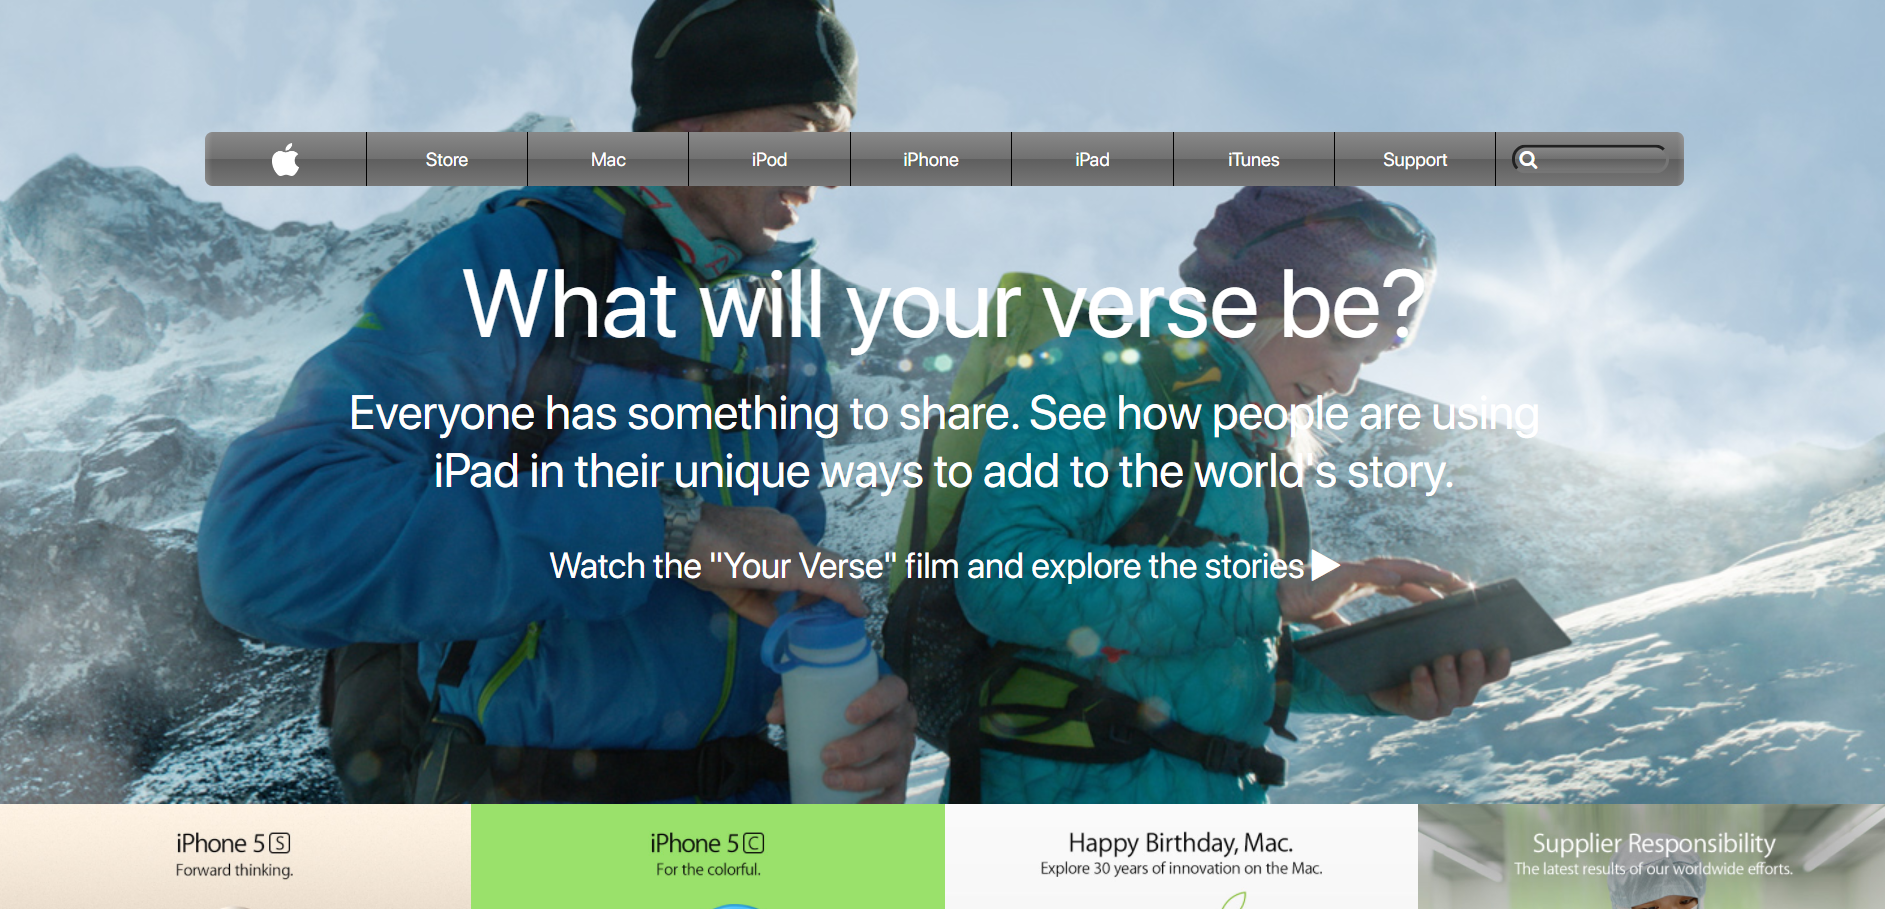 Store
Mac
iPod
iPhone
iPad
iTunes
Support
What will your verse be?
Everyone has something to share. See how people are using
iPad in their unique ways to add to the world's story.
Watch the "Your Verse" film and explore the stories
iPhone 5S
Forward thinking.
iPhone 5C
For the colorful.
Happy Birthday, Mac.
Explore 30 years of innovation on the Mac.
Supplier Responsibility
The latest results of our worldwide efforts.